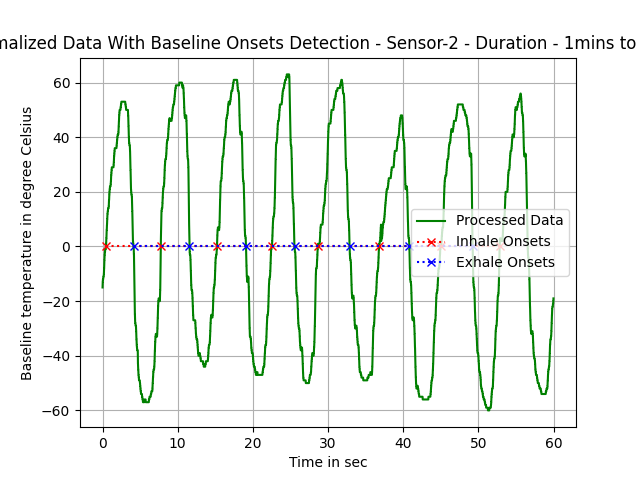 malized Data With Baseline Onsets Detection - Sensor-2 - Duration - 1mins to
Baseline temperature in degree Celsius
60
40
20
0
−20
−40
−60
Processed Data
Inhale Onsets
Exhale Onsets
0 10 20 30 40 50 60
Time in sec